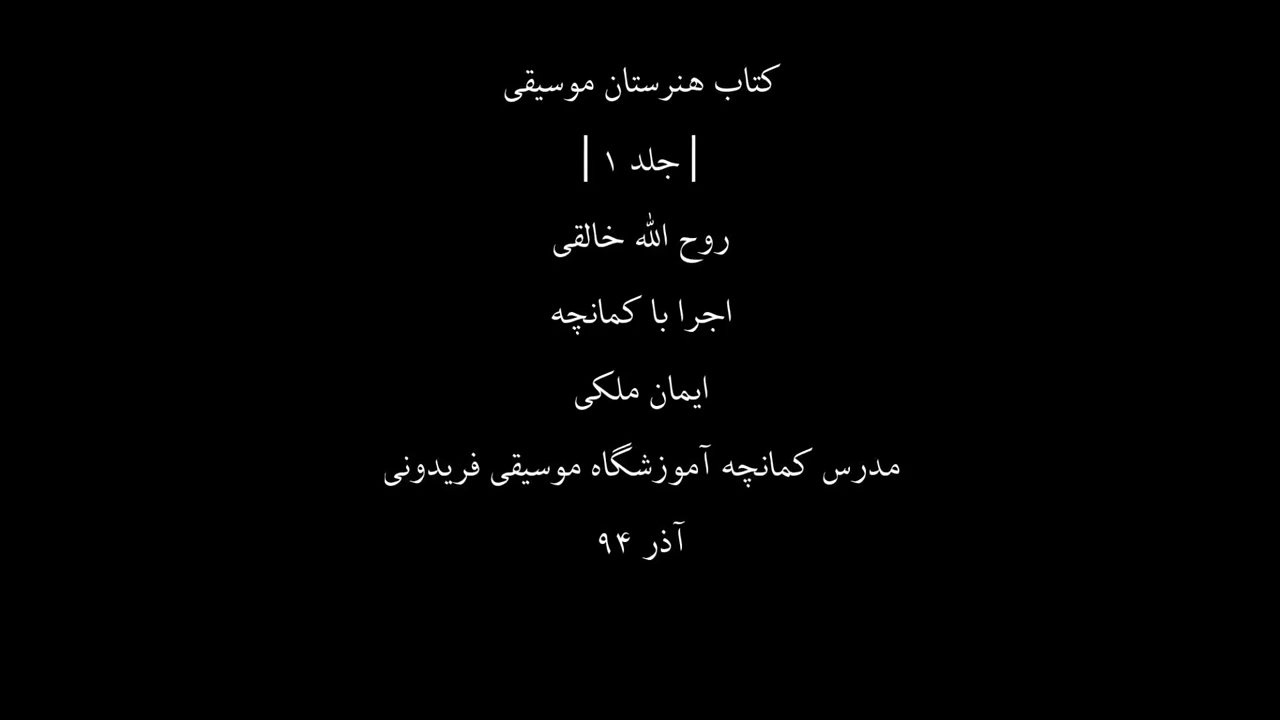 کتاب هنرستان موسیقی
| جلد ۱ |
روح الله خالقی
اجرا با کمانچه
ایمان ملکی
مدرس کمانچه آموزشگاه موسیقی فریدونی
آذر ۹۴